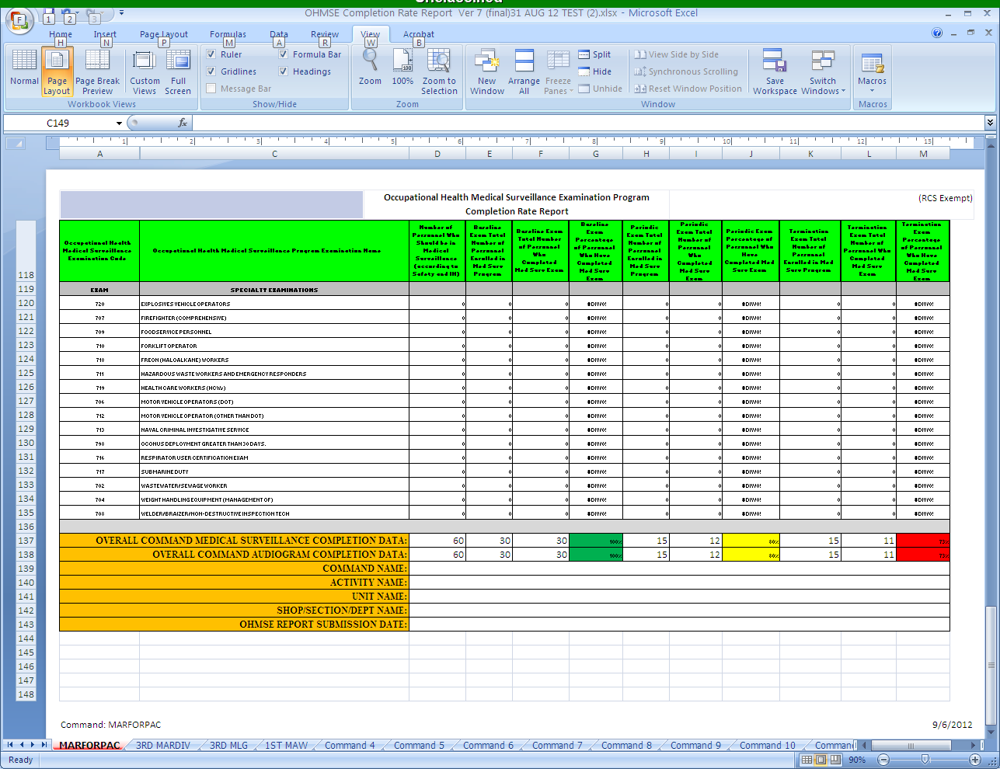 Unclassified
OHMSE Completion Rate Report Ver 7 (final)31 AUG 12 TEST (2).xlsx - Microsoft Excel
1 2 3
F
Home Insert Page Layout Formulas Data Review View Acrobat
H N P M A R W B
Normal Page Layout Page Break Preview Custom Views Full Screen
Workbook Views
Ruler Formula Bar
Gridlines Headings
Message Bar
Show/Hide
Zoom 100% Zoom to Selection
Zoom
New Window Arrange All Freeze Panes
Split
Hide
Unhide
View Side by Side
Synchronous Scrolling
Reset Window Position
Save Workspace Switch Windows
Window
Macros
Macros
C149 fx
1 2 3 4 5 6 7 8 9 10 11 12 13
A C D E F G H I J K L M
Occupational Health Medical Surveillance Examination Program
Completion Rate Report
(RCS Exempt)
118 Occupational Health Medical Surveillance Examination Code Occupational Health Medical Surveillance Program Examination Name Number of Personnel Who Should be in Medical Surveillance (according to Safety and IH) Baseline Exam Total Number of Personnel Enrolled in Med Surv Program Baseline Exam Total Number of Personnel Who Completed Med Surv Exam Baseline Exam Percentage of Personnel Who Have Completed Med Surv Exam Periodic Exam Total Number of Personnel Enrolled in Med Surv Program Periodic Exam Total Number of Personnel Who Completed Med Surv Exam Periodic Exam Percentage of Personnel Who Have Completed Med Surv Exam Termination Exam Total Number of Personnel Enrolled in Med Surv Program Termination Exam Total Number of Personnel Who Completed Med Surv Exam Termination Exam Percentage of Personnel Who Have Completed Med Surv Exam
119 EXAM SPECIALTY EXAMINATIONS
120 720 EXPLOSIVES VEHICLE OPERATORS 0 0 0 #DIV/0! 0 0 #DIV/0! 0 0 #DIV/0!
121 707 FIREFIGHTER (COMPREHENSIVE) 0 0 0 #DIV/0! 0 0 #DIV/0! 0 0 #DIV/0!
122 709 FOOD SERVICE PERSONNEL 0 0 0 #DIV/0! 0 0 #DIV/0! 0 0 #DIV/0!
123 710 FORKLIFT OPERATOR 0 0 0 #DIV/0! 0 0 #DIV/0! 0 0 #DIV/0!
124 718 FREON (HALOALKANE) WORKERS 0 0 0 #DIV/0! 0 0 #DIV/0! 0 0 #DIV/0!
125 711 HAZARDOUS WASTE WORKERS AND EMERGENCY RESPONDERS 0 0 0 #DIV/0! 0 0 #DIV/0! 0 0 #DIV/0!
126 719 HEALTH CARE WORKERS (HCWs) 0 0 0 #DIV/0! 0 0 #DIV/0! 0 0 #DIV/0!
127 706 MOTOR VEHICLE OPERATORS (DOT) 0 0 0 #DIV/0! 0 0 #DIV/0! 0 0 #DIV/0!
128 712 MOTOR VEHICLE OPERATOR (OTHER THAN DOT) 0 0 0 #DIV/0! 0 0 #DIV/0! 0 0 #DIV/0!
129 713 NAVAL CRIMINAL INVESTIGATIVE SERVICE 0 0 0 #DIV/0! 0 0 #DIV/0! 0 0 #DIV/0!
130 798 OCONUS DEPLOYMENT GREATER THAN 30 DAYS. 0 0 0 #DIV/0! 0 0 #DIV/0! 0 0 #DIV/0!
131 716 RESPIRATOR USER CERTIFICATION EXAM 0 0 0 #DIV/0! 0 0 #DIV/0! 0 0 #DIV/0!
132 717 SUBMARINE DUTY 0 0 0 #DIV/0! 0 0 #DIV/0! 0 0 #DIV/0!
133 702 WASTEWATER/SEWAGE WORKER 0 0 0 #DIV/0! 0 0 #DIV/0! 0 0 #DIV/0!
134 704 WEIGHT HANDLING EQUIPMENT (MANAGEMENT OF) 0 0 0 #DIV/0! 0 0 #DIV/0! 0 0 #DIV/0!
135 703 WELDER/BRAIZER/NON-DESTRUCTIVE INSPECTION TECH 0 0 0 #DIV/0! 0 0 #DIV/0! 0 0 #DIV/0!
136
137 OVERALL COMMAND MEDICAL SURVEILLANCE COMPLETION DATA: 60 30 30 100% 15 12 80% 15 11 73%
138 OVERALL COMMAND AUDIOGRAM COMPLETION DATA: 60 30 30 100% 15 12 80% 15 11 73%
139 COMMAND NAME:
140 ACTIVITY NAME:
141 UNIT NAME:
142 SHOP/SECTION/DEPT NAME:
143 OHMSE REPORT SUBMISSION DATE:
144
145
146
147
148
Command: MARFORPAC 9/6/2012
MARFORPAC 3RD MARDIV 3RD MLG 1ST MAW Command 4 Command 5 Command 6 Command 7 Command 8 Command 9 Command 10 Comman
Ready 90%